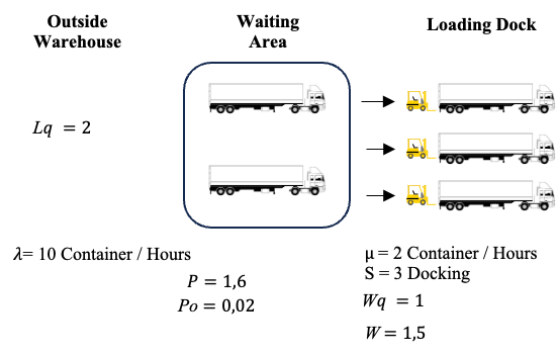 Outside
Warehouse
Waiting
Area
Loading Dock
Lq = 2
λ= 10 Container / Hours
P = 1,6
Po = 0,02
μ = 2 Container / Hours
S = 3 Docking
Wq = 1
W = 1,5